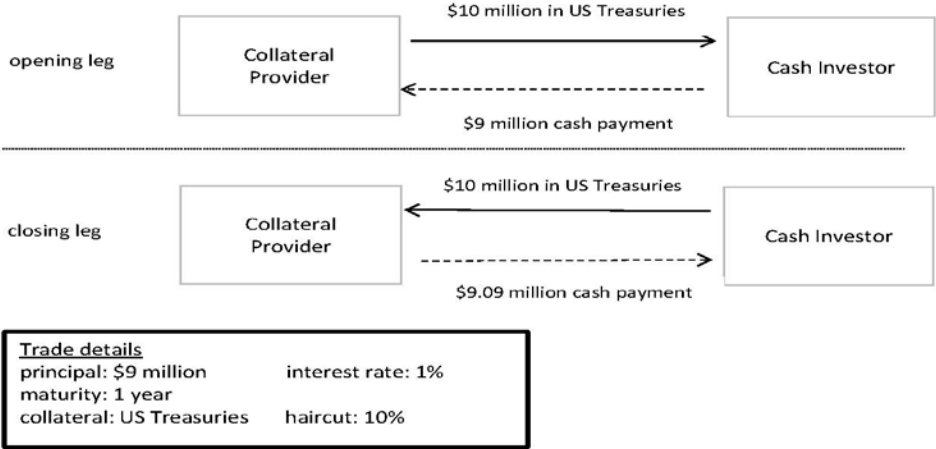 $10 million in US Treasuries
opening leg
Collateral
Provider
Cash Investor
$9 million cash payment
$10 million in US Treasuries
closing leg
Collateral
Provider
Cash Investor
$9.09 million cash payment
Trade details
principal: $9 million interest rate: 1%
maturity: 1 year
collateral: US Treasuries haircut: 10%